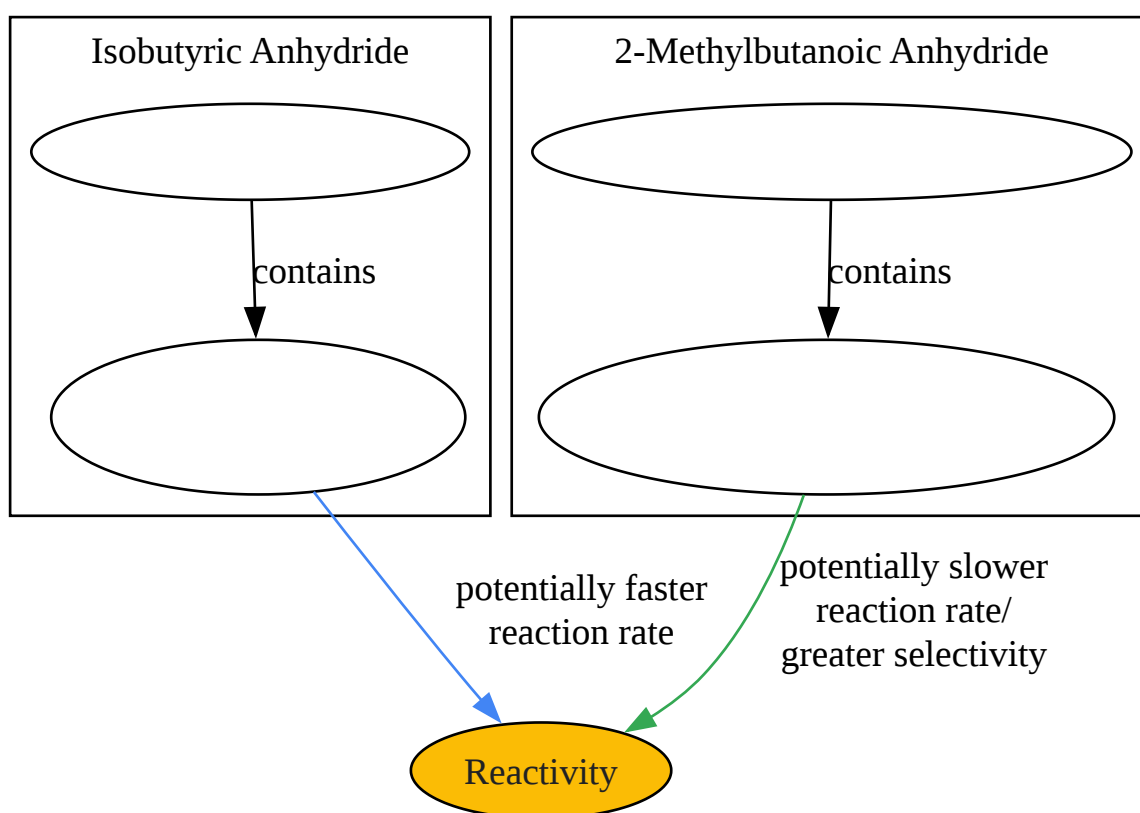 Isobutyric Anhydride
2-Methylbutanoic Anhydride
contains
contains
potentially faster
reaction rate
potentially slower
reaction rate/
greater selectivity
Reactivity